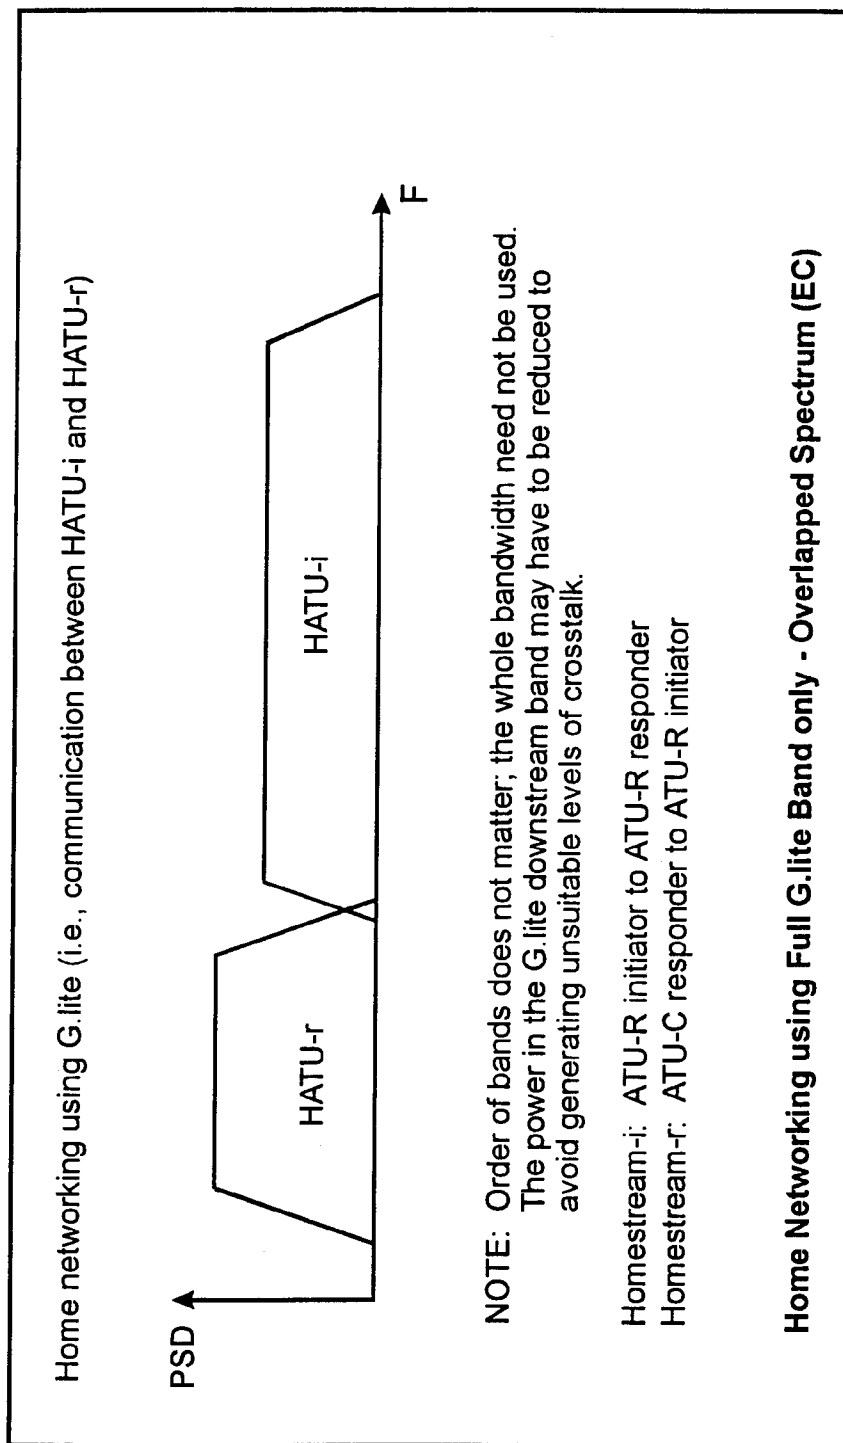 Home networking using G.lite (i.e., communication between HATU-i and HATU-r)
PSD
HATU-r
HATU-i
F
NOTE: Order of bands does not matter; the whole bandwidth need not be used.
The power in the G.lite downstream band may have to be reduced to
avoid generating unsuitable levels of crosstalk.
Homestream-i: ATU-R initiator to ATU-R responder
Homestream-r: ATU-C responder to ATU-R initiator
Home Networking using Full G.lite Band only - Overlapped Spectrum (EC)